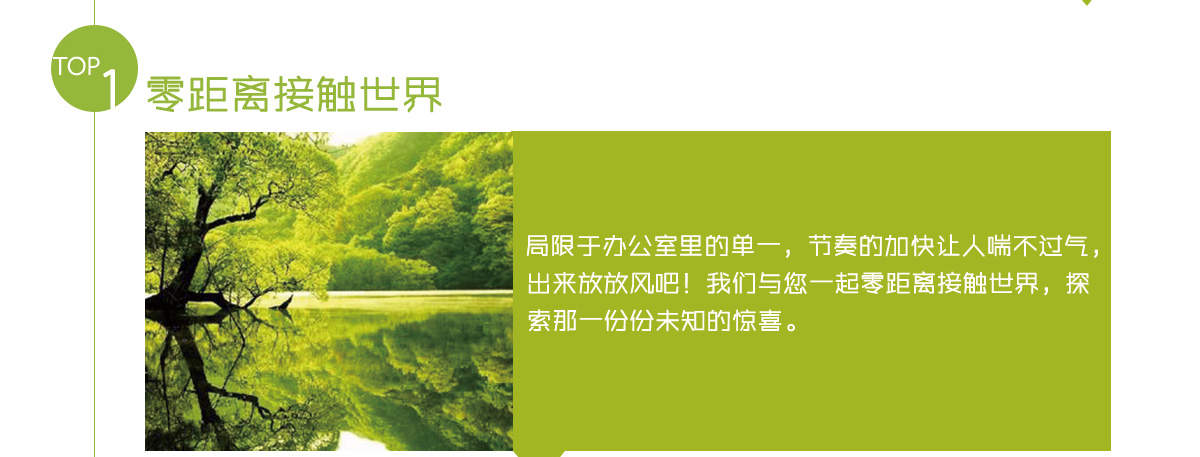 TOP1
零距离接触世界
局限于办公室里的单一，节奏的加快让人喘不过气，
出来放放风吧！我们与您一起零距离接触世界，探
索那一份份未知的惊喜。